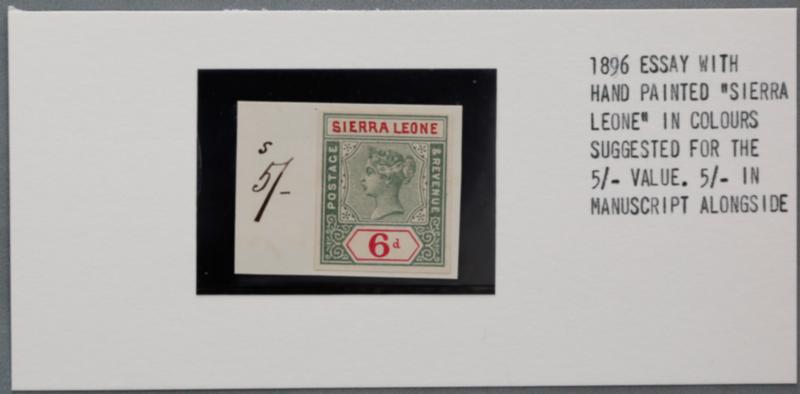 s
5/-
SIERRA LEONE
POSTAGE
& REVENUE
6d
1896 ESSAY WITH
HAND PAINTED "SIERRA
LEONE" IN COLOURS
SUGGESTED FOR THE
5/- VALUE. 5/- IN
MANUSCRIPT ALONGSIDE